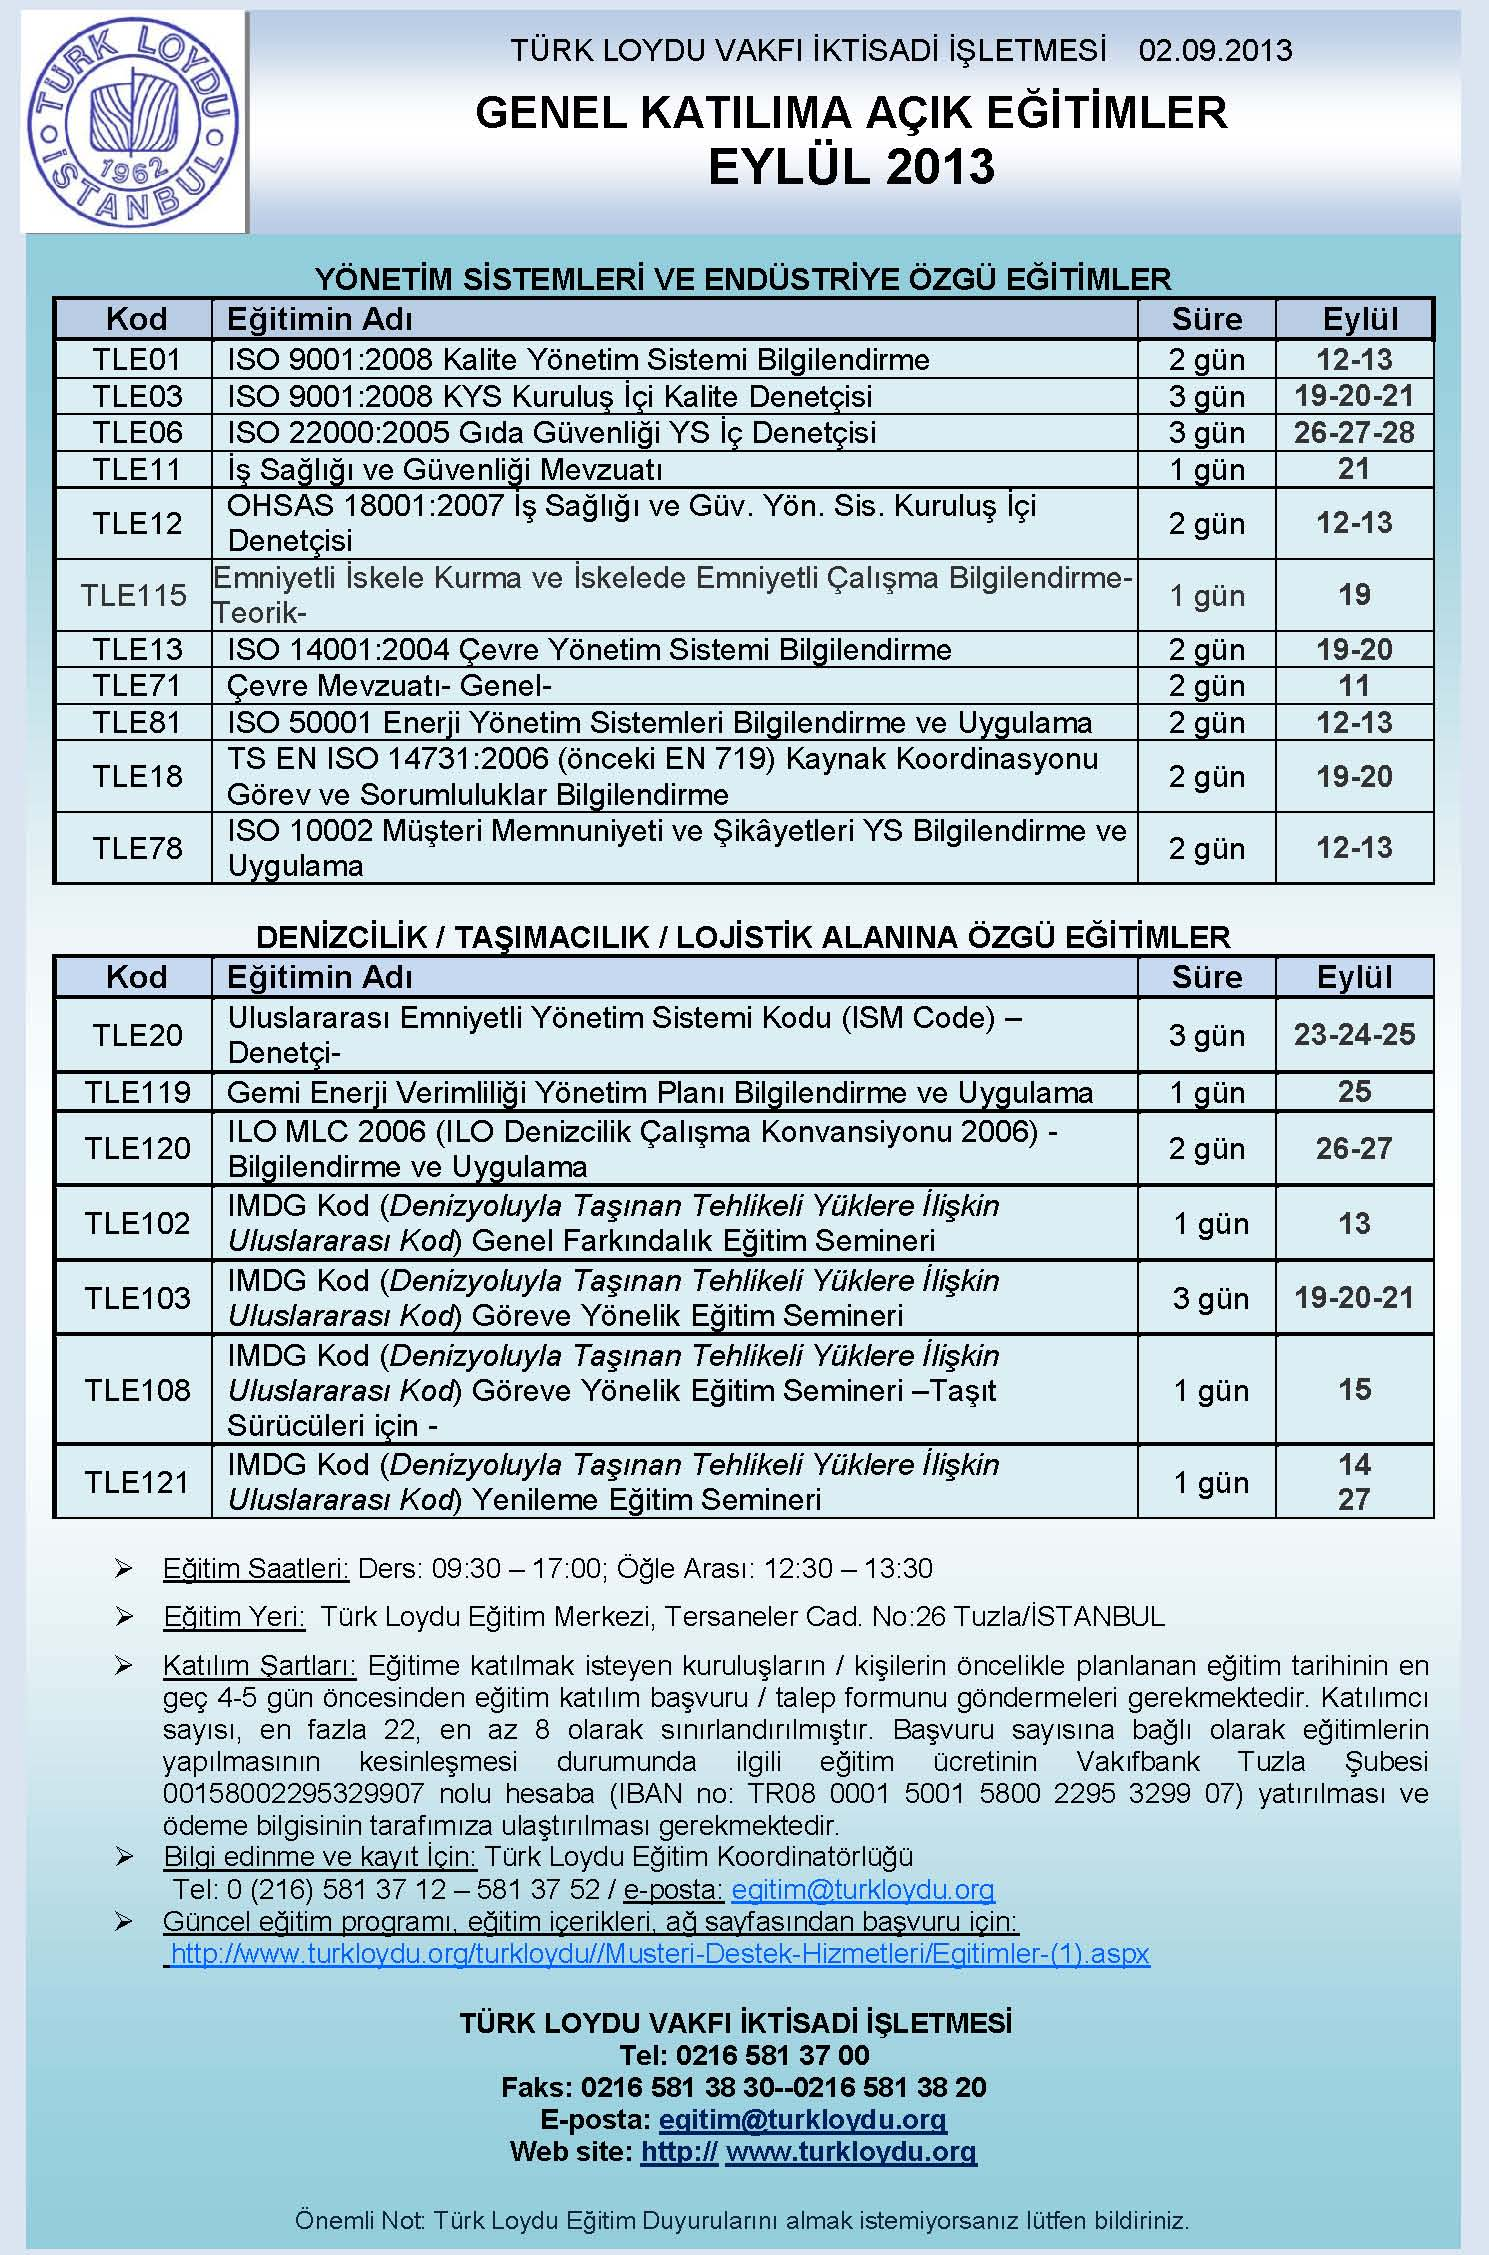 TÜRK LOYDU
1962
İSTANBUL
TÜRK LOYDU VAKFI İKTİSADİ İŞLETMESİ 02.09.2013
GENEL KATILIMA AÇIK EĞİTİMLER
EYLÜL 2013
YÖNETİM SİSTEMLERİ VE ENDÜSTRİYE ÖZGÜ EĞİTİMLER
Kod Eğitimin Adı Süre Eylül
TLE01 ISO 9001:2008 Kalite Yönetim Sistemi Bilgilendirme 2 gün 12-13
TLE03 ISO 9001:2008 KYS Kuruluş İçi Kalite Denetçisi 3 gün 19-20-21
TLE06 ISO 22000:2005 Gıda Güvenliği YS İç Denetçisi 3 gün 26-27-28
TLE11 İş Sağlığı ve Güvenliği Mevzuatı 1 gün 21
TLE12 OHSAS 18001:2007 İş Sağlığı ve Güv. Yön. Sis. Kuruluş İçi
Denetçisi 2 gün 12-13
TLE115 Emniyetli İskele Kurma ve İskelede Emniyetli Çalışma Bilgilendirme-
Teorik- 1 gün 19
TLE13 ISO 14001:2004 Çevre Yönetim Sistemi Bilgilendirme 2 gün 19-20
TLE71 Çevre Mevzuatı- Genel- 2 gün 11
TLE81 ISO 50001 Enerji Yönetim Sistemleri Bilgilendirme ve Uygulama 2 gün 12-13
TLE18 TS EN ISO 14731:2006 (önceki EN 719) Kaynak Koordinasyonu
Görev ve Sorumluluklar Bilgilendirme 2 gün 19-20
TLE78 ISO 10002 Müşteri Memnuniyeti ve Şikâyetleri YS Bilgilendirme ve
Uygulama 2 gün 12-13
DENİZCİLİK / TAŞIMACILIK / LOJİSTİK ALANINA ÖZGÜ EĞİTİMLER
Kod Eğitimin Adı Süre Eylül
TLE20 Uluslararası Emniyetli Yönetim Sistemi Kodu (ISM Code) –
Denetçi- 3 gün 23-24-25
TLE119 Gemi Enerji Verimliliği Yönetim Planı Bilgilendirme ve Uygulama 1 gün 25
TLE120 ILO MLC 2006 (ILO Denizcilik Çalışma Konvansiyonu 2006) -
Bilgilendirme ve Uygulama 2 gün 26-27
TLE102 IMDG Kod (Denizyoluyla Taşınan Tehlikeli Yüklere İlişkin
Uluslararası Kod) Genel Farkındalık Eğitim Semineri 1 gün 13
TLE103 IMDG Kod (Denizyoluyla Taşınan Tehlikeli Yüklere İlişkin
Uluslararası Kod) Göreve Yönelik Eğitim Semineri 3 gün 19-20-21
TLE108 IMDG Kod (Denizyoluyla Taşınan Tehlikeli Yüklere İlişkin
Uluslararası Kod) Göreve Yönelik Eğitim Semineri –Taşıt
Sürücüleri için - 1 gün 15
TLE121 IMDG Kod (Denizyoluyla Taşınan Tehlikeli Yüklere İlişkin
Uluslararası Kod) Yenileme Eğitim Semineri 1 gün 14
27
➢ Eğitim Saatleri: Ders: 09:30 – 17:00; Öğle Arası: 12:30 – 13:30
➢ Eğitim Yeri: Türk Loydu Eğitim Merkezi, Tersaneler Cad. No:26 Tuzla/İSTANBUL
➢ Katılım Şartları: Eğitime katılmak isteyen kuruluşların / kişilerin öncelikle planlanan eğitim tarihinin en
geç 4-5 gün öncesinden eğitim katılım başvuru / talep formunu göndermeleri gerekmektedir. Katılımcı
sayısı, en fazla 22, en az 8 olarak sınırlandırılmıştır. Başvuru sayısına bağlı olarak eğitimlerin
yapılmasının kesinleşmesi durumunda ilgili eğitim ücretinin Vakıfbank Tuzla Şubesi
00158002295329907 nolu hesaba (IBAN no: TR08 0001 5001 5800 2295 3299 07) yatırılması ve
ödeme bilgisinin tarafımıza ulaştırılması gerekmektedir.
➢ Bilgi edinme ve kayıt İçin: Türk Loydu Eğitim Koordinatörlüğü
Tel: 0 (216) 581 37 12 – 581 37 52 / e-posta: egitim@turkloydu.org
➢ Güncel eğitim programı, eğitim içerikleri, ağ sayfasından başvuru için:
http://www.turkloydu.org/turkloydu//Musteri-Destek-Hizmetleri/Egitimler-(1).aspx
TÜRK LOYDU VAKFI İKTİSADİ İŞLETMESİ
Tel: 0216 581 37 00
Faks: 0216 581 38 30--0216 581 38 20
E-posta: egitim@turkloydu.org
Web site: http:// www.turkloydu.org
Önemli Not: Türk Loydu Eğitim Duyurularını almak istemiyorsanız lütfen bildiriniz.